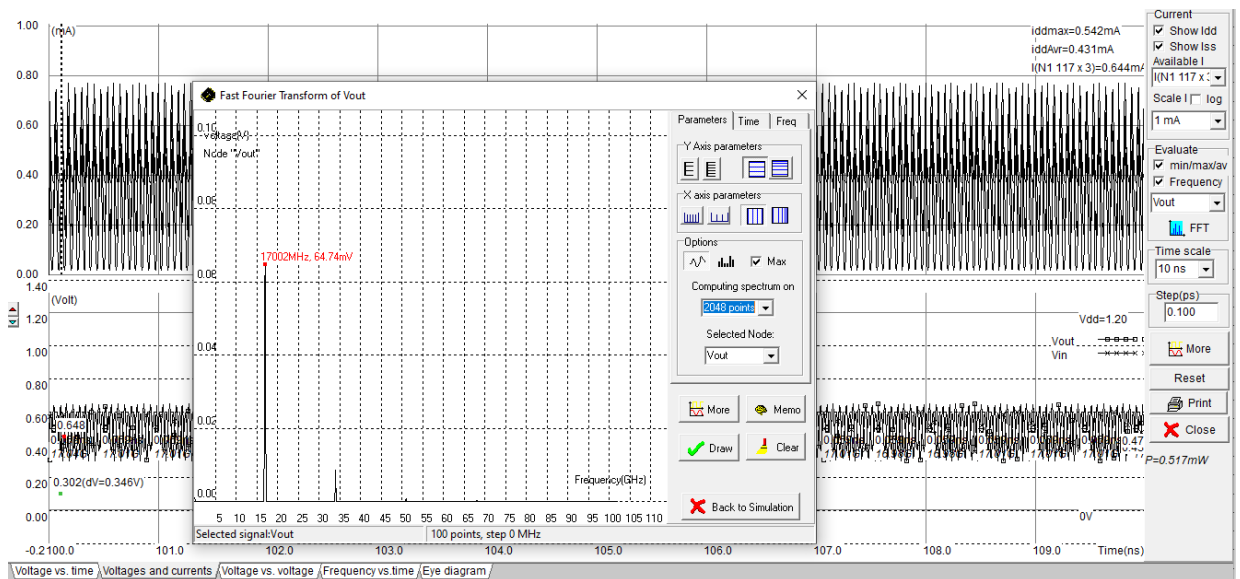 1.00
(mA)
0.80
0.60
0.40
0.20
0.00
iddmax=0.542mA
iddAvr=0.431mA
I(N1 117 x 3)=0.644mA
1.40
(Volt)
1.20
1.00
0.80
0.60
0.40
0.20
0.00
-0.2
0.648
0.302(dV=0.346V)
Vdd=1.20
Vout
Vin
0V
100.0 101.0 102.0 103.0 104.0 105.0 106.0 107.0 108.0 109.0 Time(ns)
Fast Fourier Transform of Vout
0.10
Voltage(V)
Node "Vout"
0.08
0.06
0.04
0.02
0.00
17002MHz, 64.74mV
Frequency(GHz)
5 10 15 20 25 30 35 40 45 50 55 60 65 70 75 80 85 90 95 100 105 110
Selected signal:Vout
100 points, step 0 MHz
Parameters Time Freq
Y Axis parameters
X axis parameters
Options
Max
Computing spectrum on
2048 points
Selected Node:
Vout
More Memo
Draw Clear
Back to Simulation
Current
Show Idd
Show Iss
Available I
I(N1 117 x
Scale I log
1 mA
Evaluate
min/max/av
Frequency
Vout
FFT
Time scale
10 ns
Step(ps)
0.100
More
Reset
Print
Close
P=0.517mW
Voltage vs. time Voltages and currents Voltage vs. voltage Frequency vs.time Eye diagram